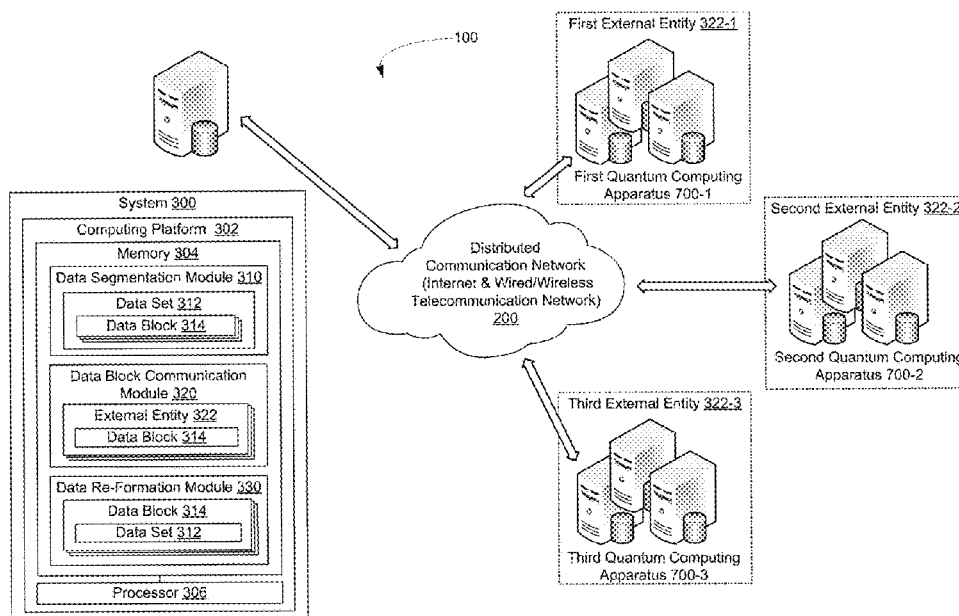 100
First External Entity 322-1
First Quantum Computing
Apparatus 700-1
System 300
Computing Platform 302
Memory 304
Data Segmentation Module 310
Data Set 312
Data Block 314
Data Block Communication
Module 320
External Entity 322
Data Block 314
Data Re-Formation Module 330
Data Block 314
Data Set 312
Processor 306
Distributed
Communication Network
(Internet & Wired/Wireless
Telecommunication Network)
200
Second External Entity 322-2
Second Quantum Computing
Apparatus 700-2
Third External Entity 322-3
Third Quantum Computing
Apparatus 700-3